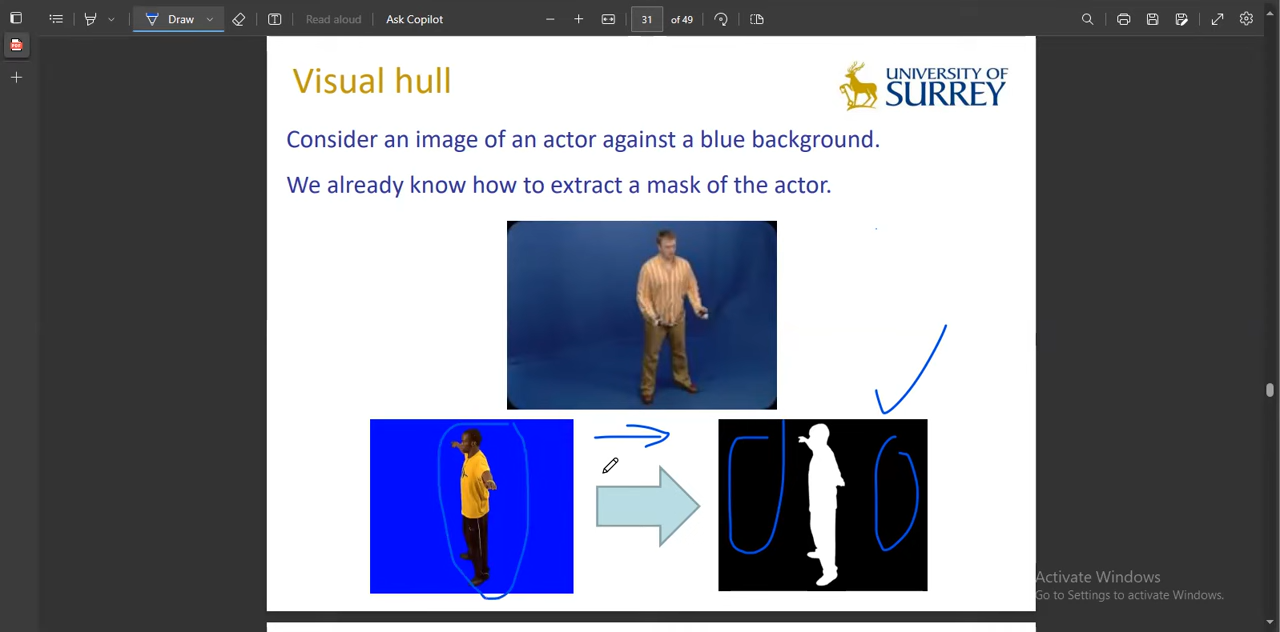 Draw
Read aloud
Ask Copilot
31
of 49
PDF
Visual hull
UNIVERSITY OF
SURREY
Consider an image of an actor against a blue background.
We already know how to extract a mask of the actor.
Activate Windows
Go to Settings to activate Windows.